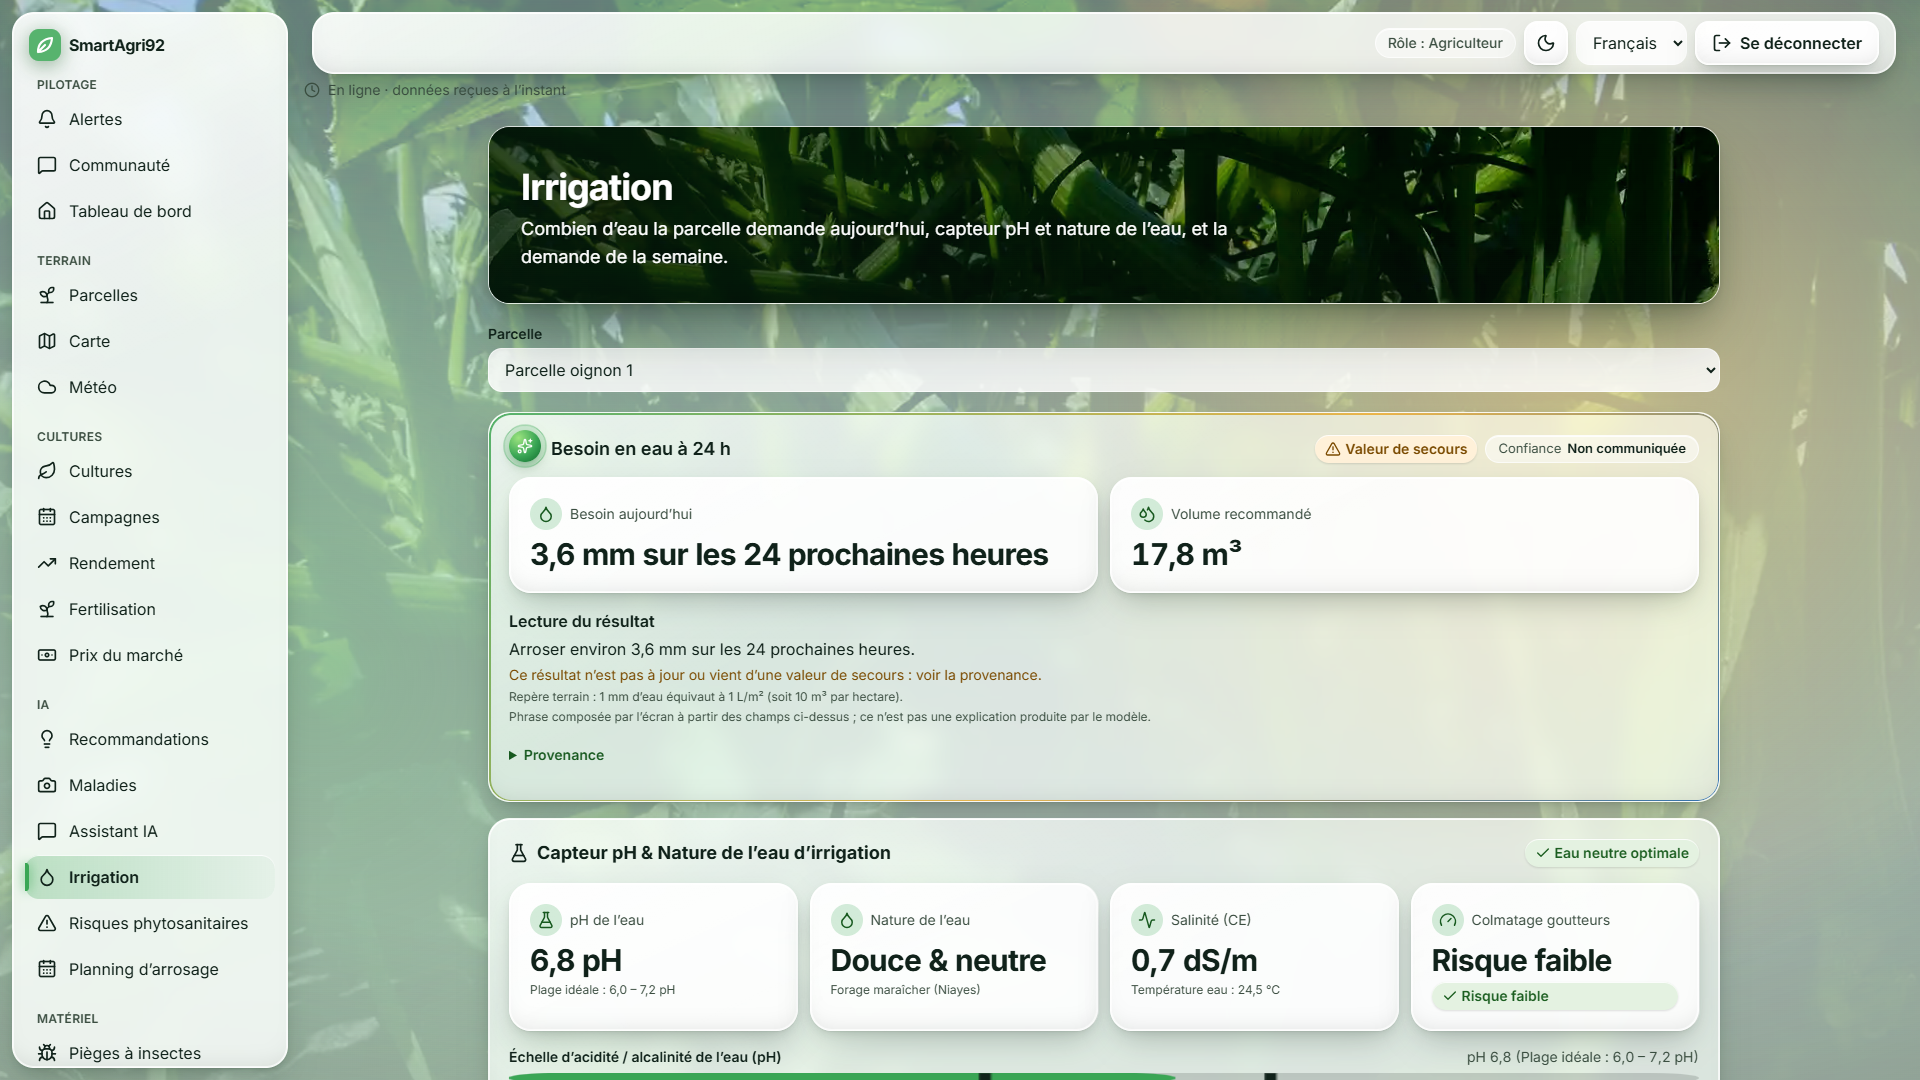 SmartAgri92
PILOTAGE
Alertes
Communauté
Tableau de bord
TERRAIN
Parcelles
Carte
Météo
CULTURES
Cultures
Campagnes
Rendement
Fertilisation
Prix du marché
IA
Recommandations
Maladies
Assistant IA
Irrigation
Risques phytosanitaires
Planning d’arrosage
MATÉRIEL
Pièges à insectes
Rôle : Agriculteur
Français
Se déconnecter
En ligne · données reçues à l’instant
Irrigation
Combien d’eau la parcelle demande aujourd’hui, capteur pH et nature de l’eau, et la
demande de la semaine.
Parcelle
Parcelle oignon 1
Besoin en eau à 24 h
Valeur de secours
Confiance Non communiquée
Besoin aujourd’hui
3,6 mm sur les 24 prochaines heures
Volume recommandé
17,8 m³
Lecture du résultat
Arroser environ 3,6 mm sur les 24 prochaines heures.
Ce résultat n’est pas à jour ou vient d’une valeur de secours : voir la provenance.
Repère terrain : 1 mm d’eau équivaut à 1 L/m² (soit 10 m³ par hectare).
Phrase composée par l’écran à partir des champs ci-dessus ; ce n’est pas une explication produite par le modèle.
Provenance
Capteur pH & Nature de l’eau d’irrigation
Eau neutre optimale
pH de l’eau
6,8 pH
Plage idéale : 6,0 – 7,2 pH
Nature de l’eau
Douce & neutre
Forage maraîcher (Niayes)
Salinité (CE)
0,7 dS/m
Température eau : 24,5 °C
Colmatage goutteurs
Risque faible
Risque faible
Échelle d’acidité / alcalinité de l’eau (pH)
pH 6,8 (Plage idéale : 6,0 – 7,2 pH)